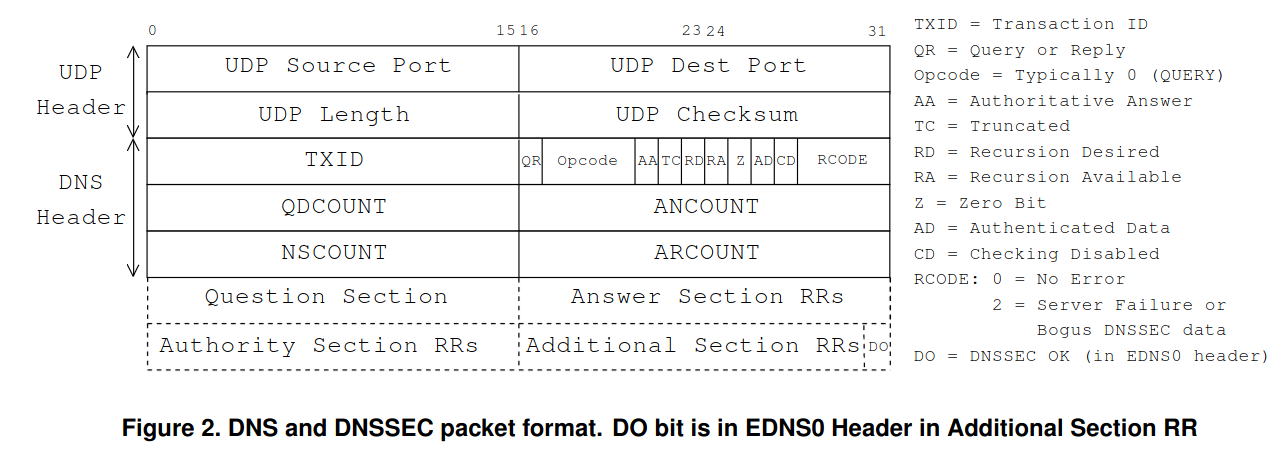 0 15 16 23 24 31
UDP Header
UDP Source Port UDP Dest Port
UDP Length UDP Checksum
DNS Header
TXID QR Opcode AA TC RD RA Z AD CD RCODE
QDCOUNT ANCOUNT
NSCOUNT ARCOUNT
Question Section Answer Section RRs
Authority Section RRs Additional Section RRs DO
TXID = Transaction ID
QR = Query or Reply
Opcode = Typically 0 (QUERY)
AA = Authoritative Answer
TC = Truncated
RD = Recursion Desired
RA = Recursion Available
Z = Zero Bit
AD = Authenticated Data
CD = Checking Disabled
RCODE: 0 = No Error
2 = Server Failure or
Bogus DNSSEC data
DO = DNSSEC OK (in EDNS0 header)
Figure 2. DNS and DNSSEC packet format. DO bit is in EDNS0 Header in Additional Section RR